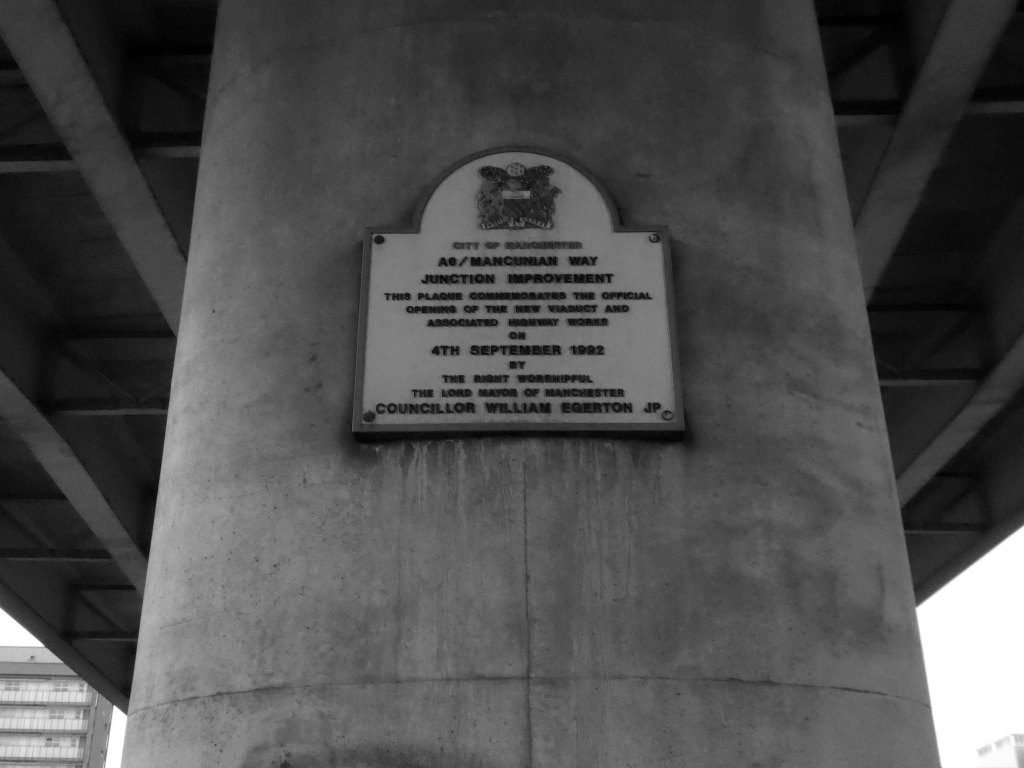 CITY OF MANCHESTER
A6/MANCUNIAN WAY
JUNCTION IMPROVEMENT
THIS PLAQUE COMMEMORATES THE OFFICIAL
OPENING OF THE NEW VIADUCT AND
ASSOCIATED HIGHWAY WORKS
ON
4TH SEPTEMBER 1992
BY
THE RIGHT WORSHIPFUL
THE LORD MAYOR OF MANCHESTER
COUNCILLOR WILLIAM EGERTON JP